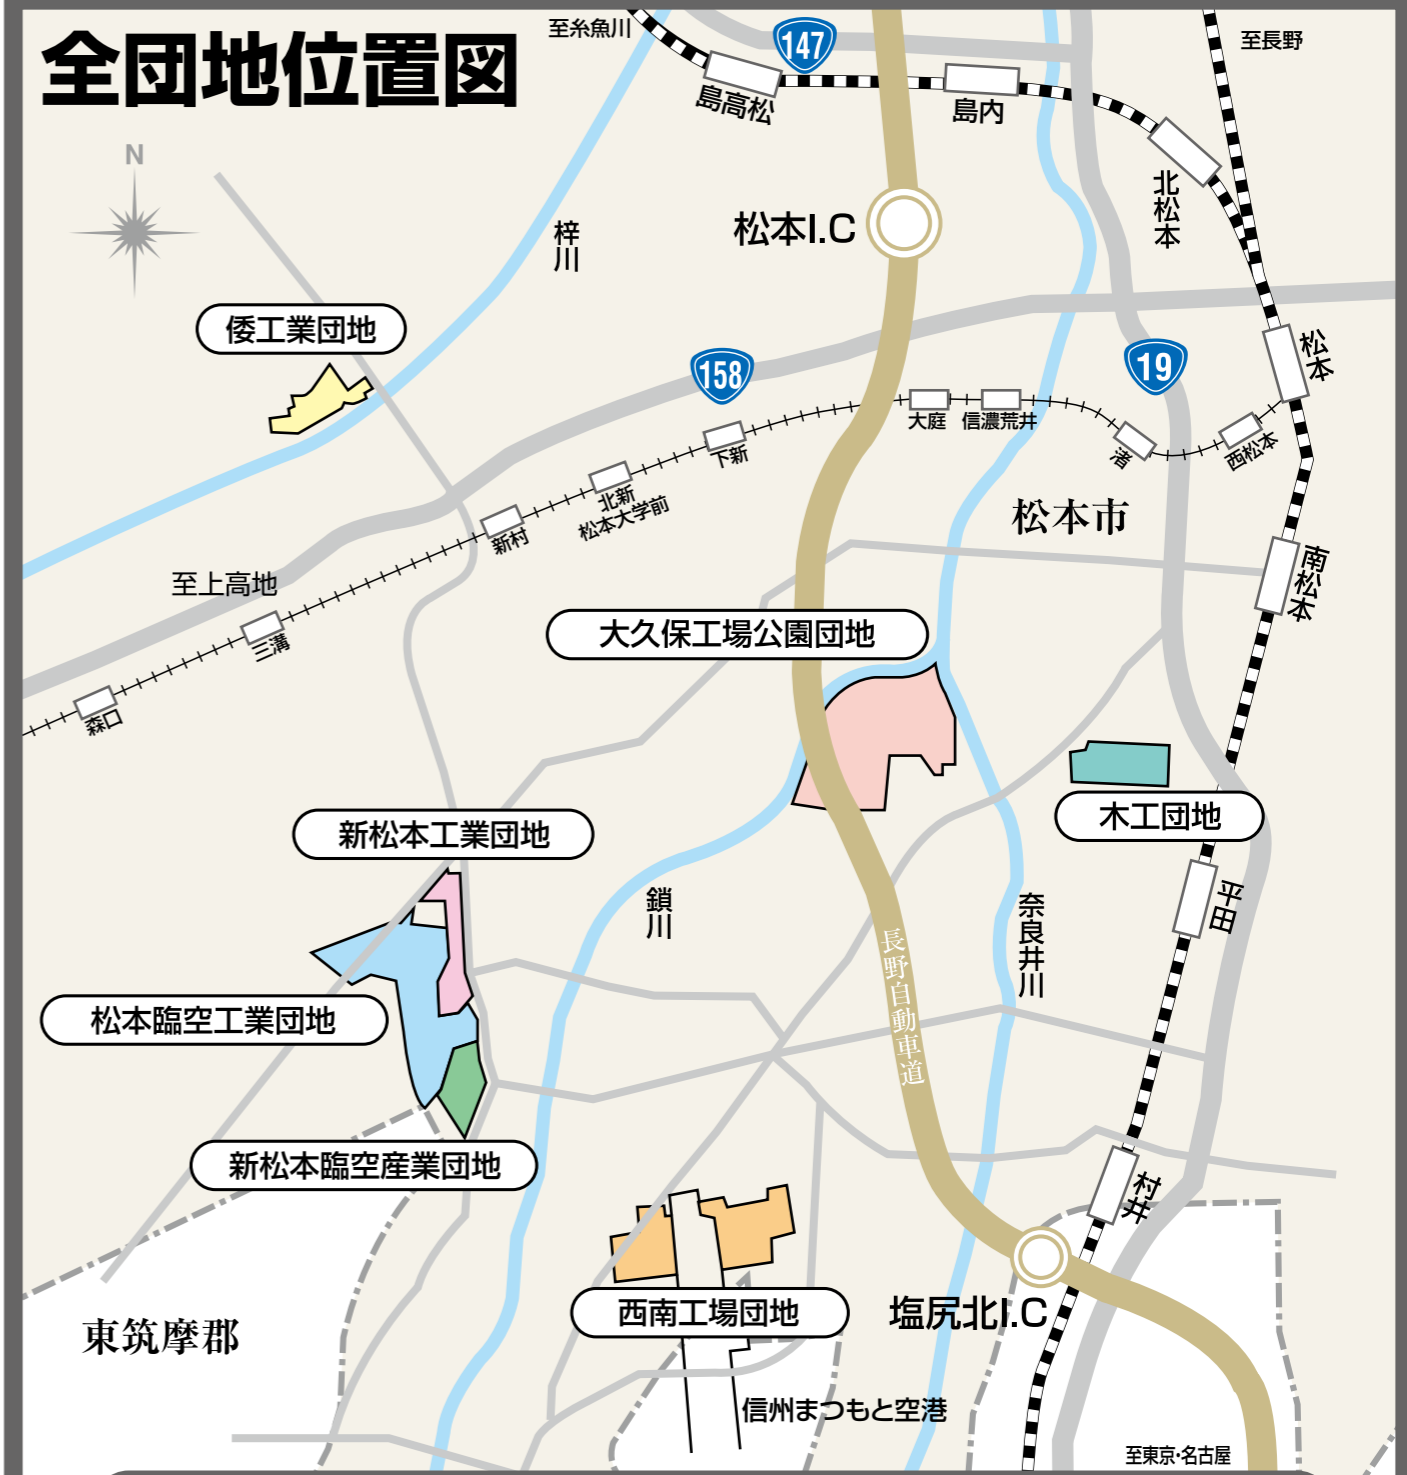 全団地位置図
至糸魚川
147
至長野
島高松
島内
N
北松本
梓川
松本I.C
倭工業団地
158
19
松本
大庭
信濃荒井
渚
西松本
下新
北新
松本大学前
新村
松本市
南松本
至上高地
三溝
森口
大久保工場公園団地
木工団地
新松本工業団地
平田
鎖川
奈良井川
長野自動車道
松本臨空工業団地
新松本臨空産業団地
村井
西南工場団地
塩尻北I.C
東筑摩郡
信州まつもと空港
至東京・名古屋